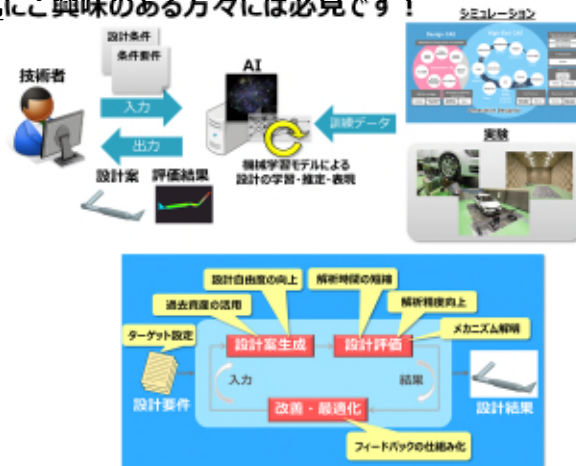 にご興味のある方々には必見です！
シミュレーション
設計条件
条件要件
技術者
AI
入力
訓練データ
出力
実験
機械学習モデルによる
設計の学習・推定・表現
設計案 評価結果
設計自由度の向上
解析時間の短縮
過去資産の活用
解析精度向上
ターゲット設定
メカニズム解明
設計案生成
設計評価
入力
結果
設計要件
改善・最適化
設計結果
フィードバックの仕組み化